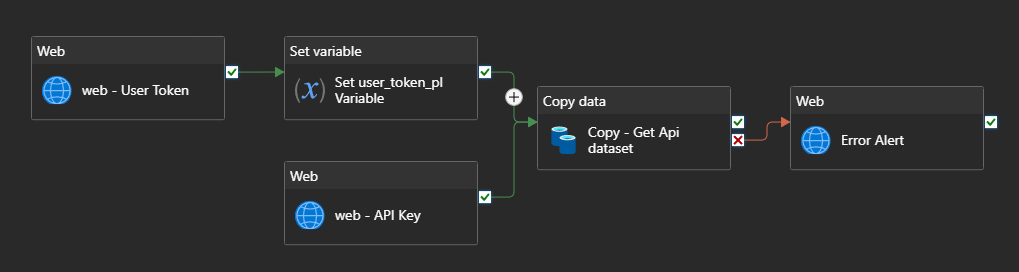 Web
web - User Token
Set variable
(x)
Set user_token_pl
Variable
Web
web - API Key
Copy data
Copy - Get Api
dataset
Web
Error Alert